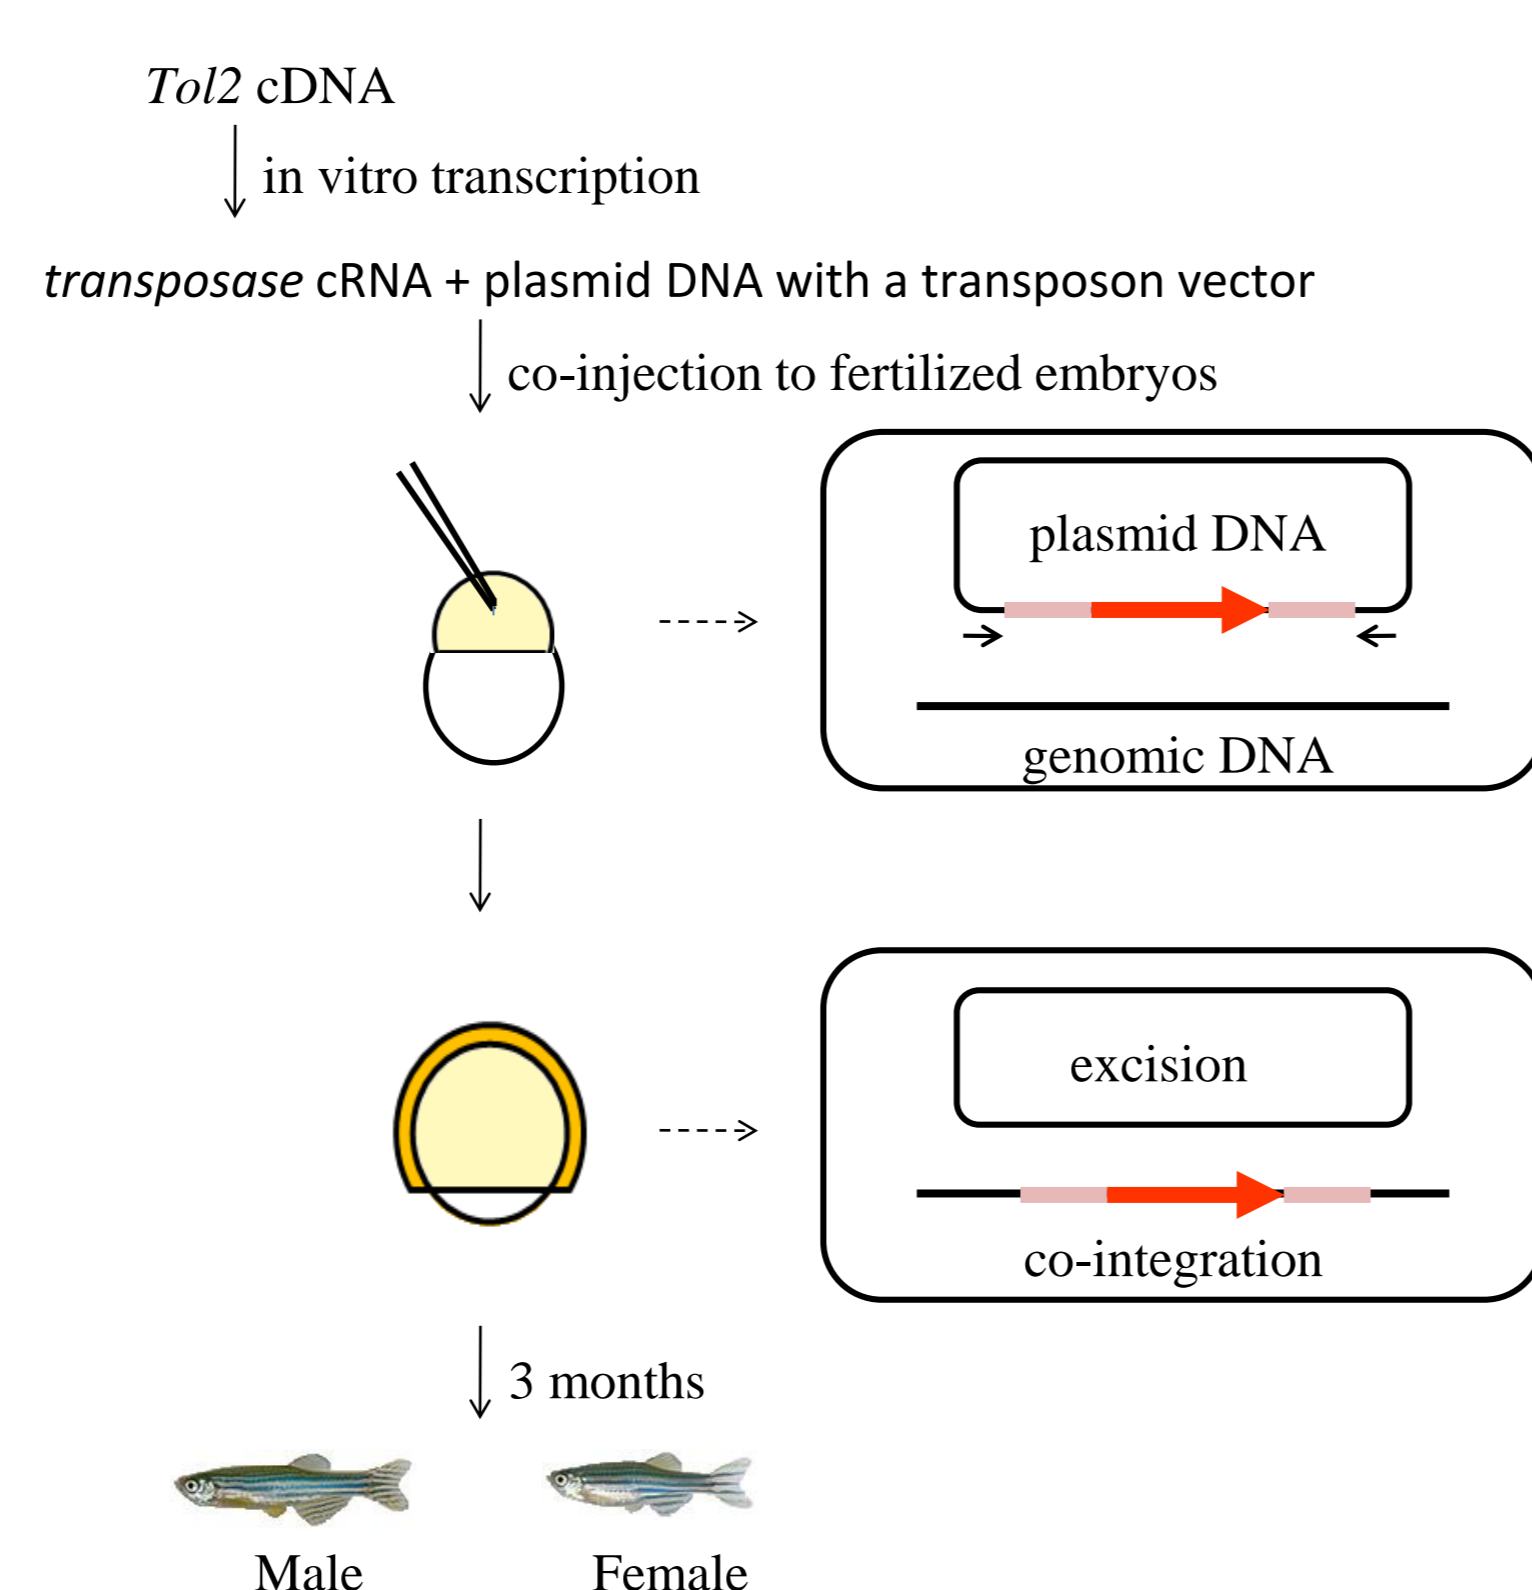 Tol2 cDNA
in vitro transcription
transposase cRNA + plasmid DNA with a transposon vector
co-injection to fertilized embryos
plasmid DNA
genomic DNA
excision
co-integration
3 months
Male Female